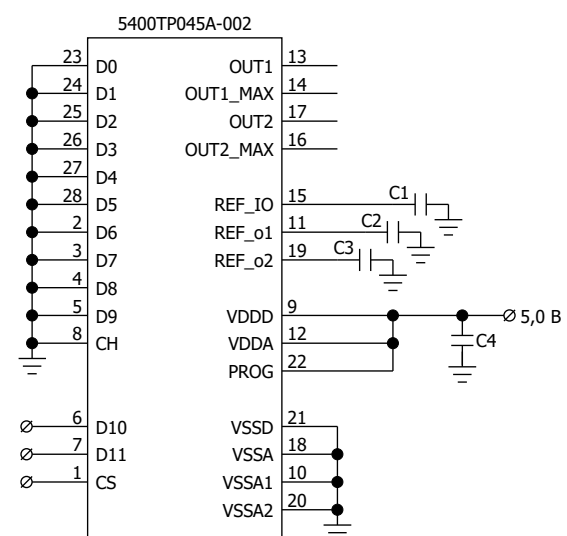 5400TP045A-002
23 D0 OUT1 13
24 D1 OUT1_MAX 14
25 D2 OUT2 17
26 D3 OUT2_MAX 16
27 D4
28 D5 REF_IO 15 C1
2 D6 REF_o1 11 C2
3 D7 REF_o2 19 C3
4 D8
5 D9 VDDD 9 5,0 В
8 CH VDDA 12 C4
PROG 22
6 D10 VSSD 21
7 D11 VSSA 18
1 CS VSSA1 10
VSSA2 20